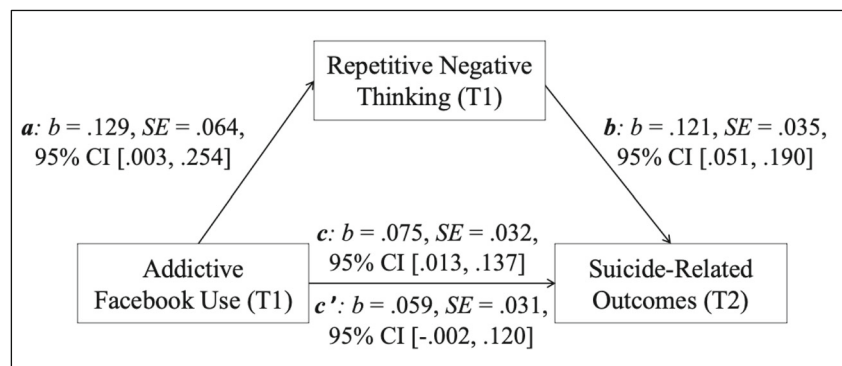 Repetitive Negative
Thinking (T1)
a: b = .129, SE = .064,
95% CI [.003, .254]
b: b = .121, SE = .035,
95% CI [.051, .190]
Addictive
Facebook Use (T1)
c: b = .075, SE = .032,
95% CI [.013, .137]
c': b = .059, SE = .031,
95% CI [-.002, .120]
Suicide-Related
Outcomes (T2)